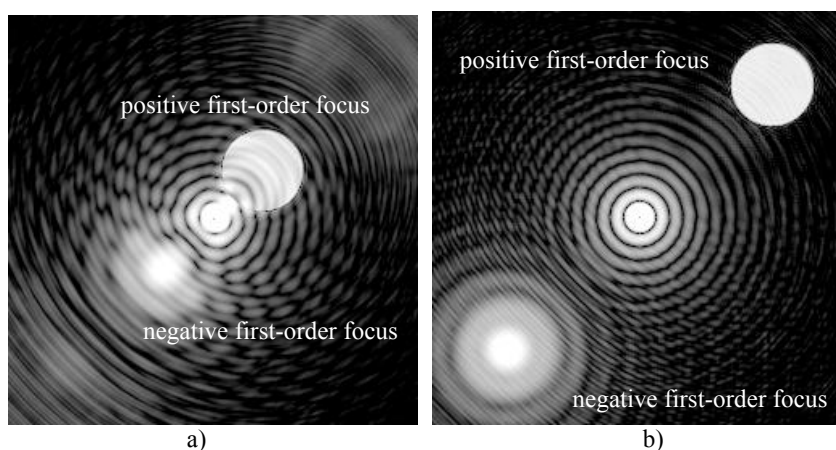 positive first-order focus
negative first-order focus
a)
positive first-order focus
negative first-order focus
b)